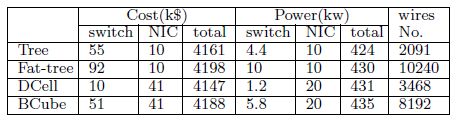 Cost(k$) Power(kw) wires
switch NIC total switch NIC total No.
Tree 55 10 4161 4.4 10 424 2091
Fat-tree 92 10 4198 10 10 430 10240
DCell 10 41 4147 1.2 20 431 3468
BCube 51 41 4188 5.8 20 435 8192